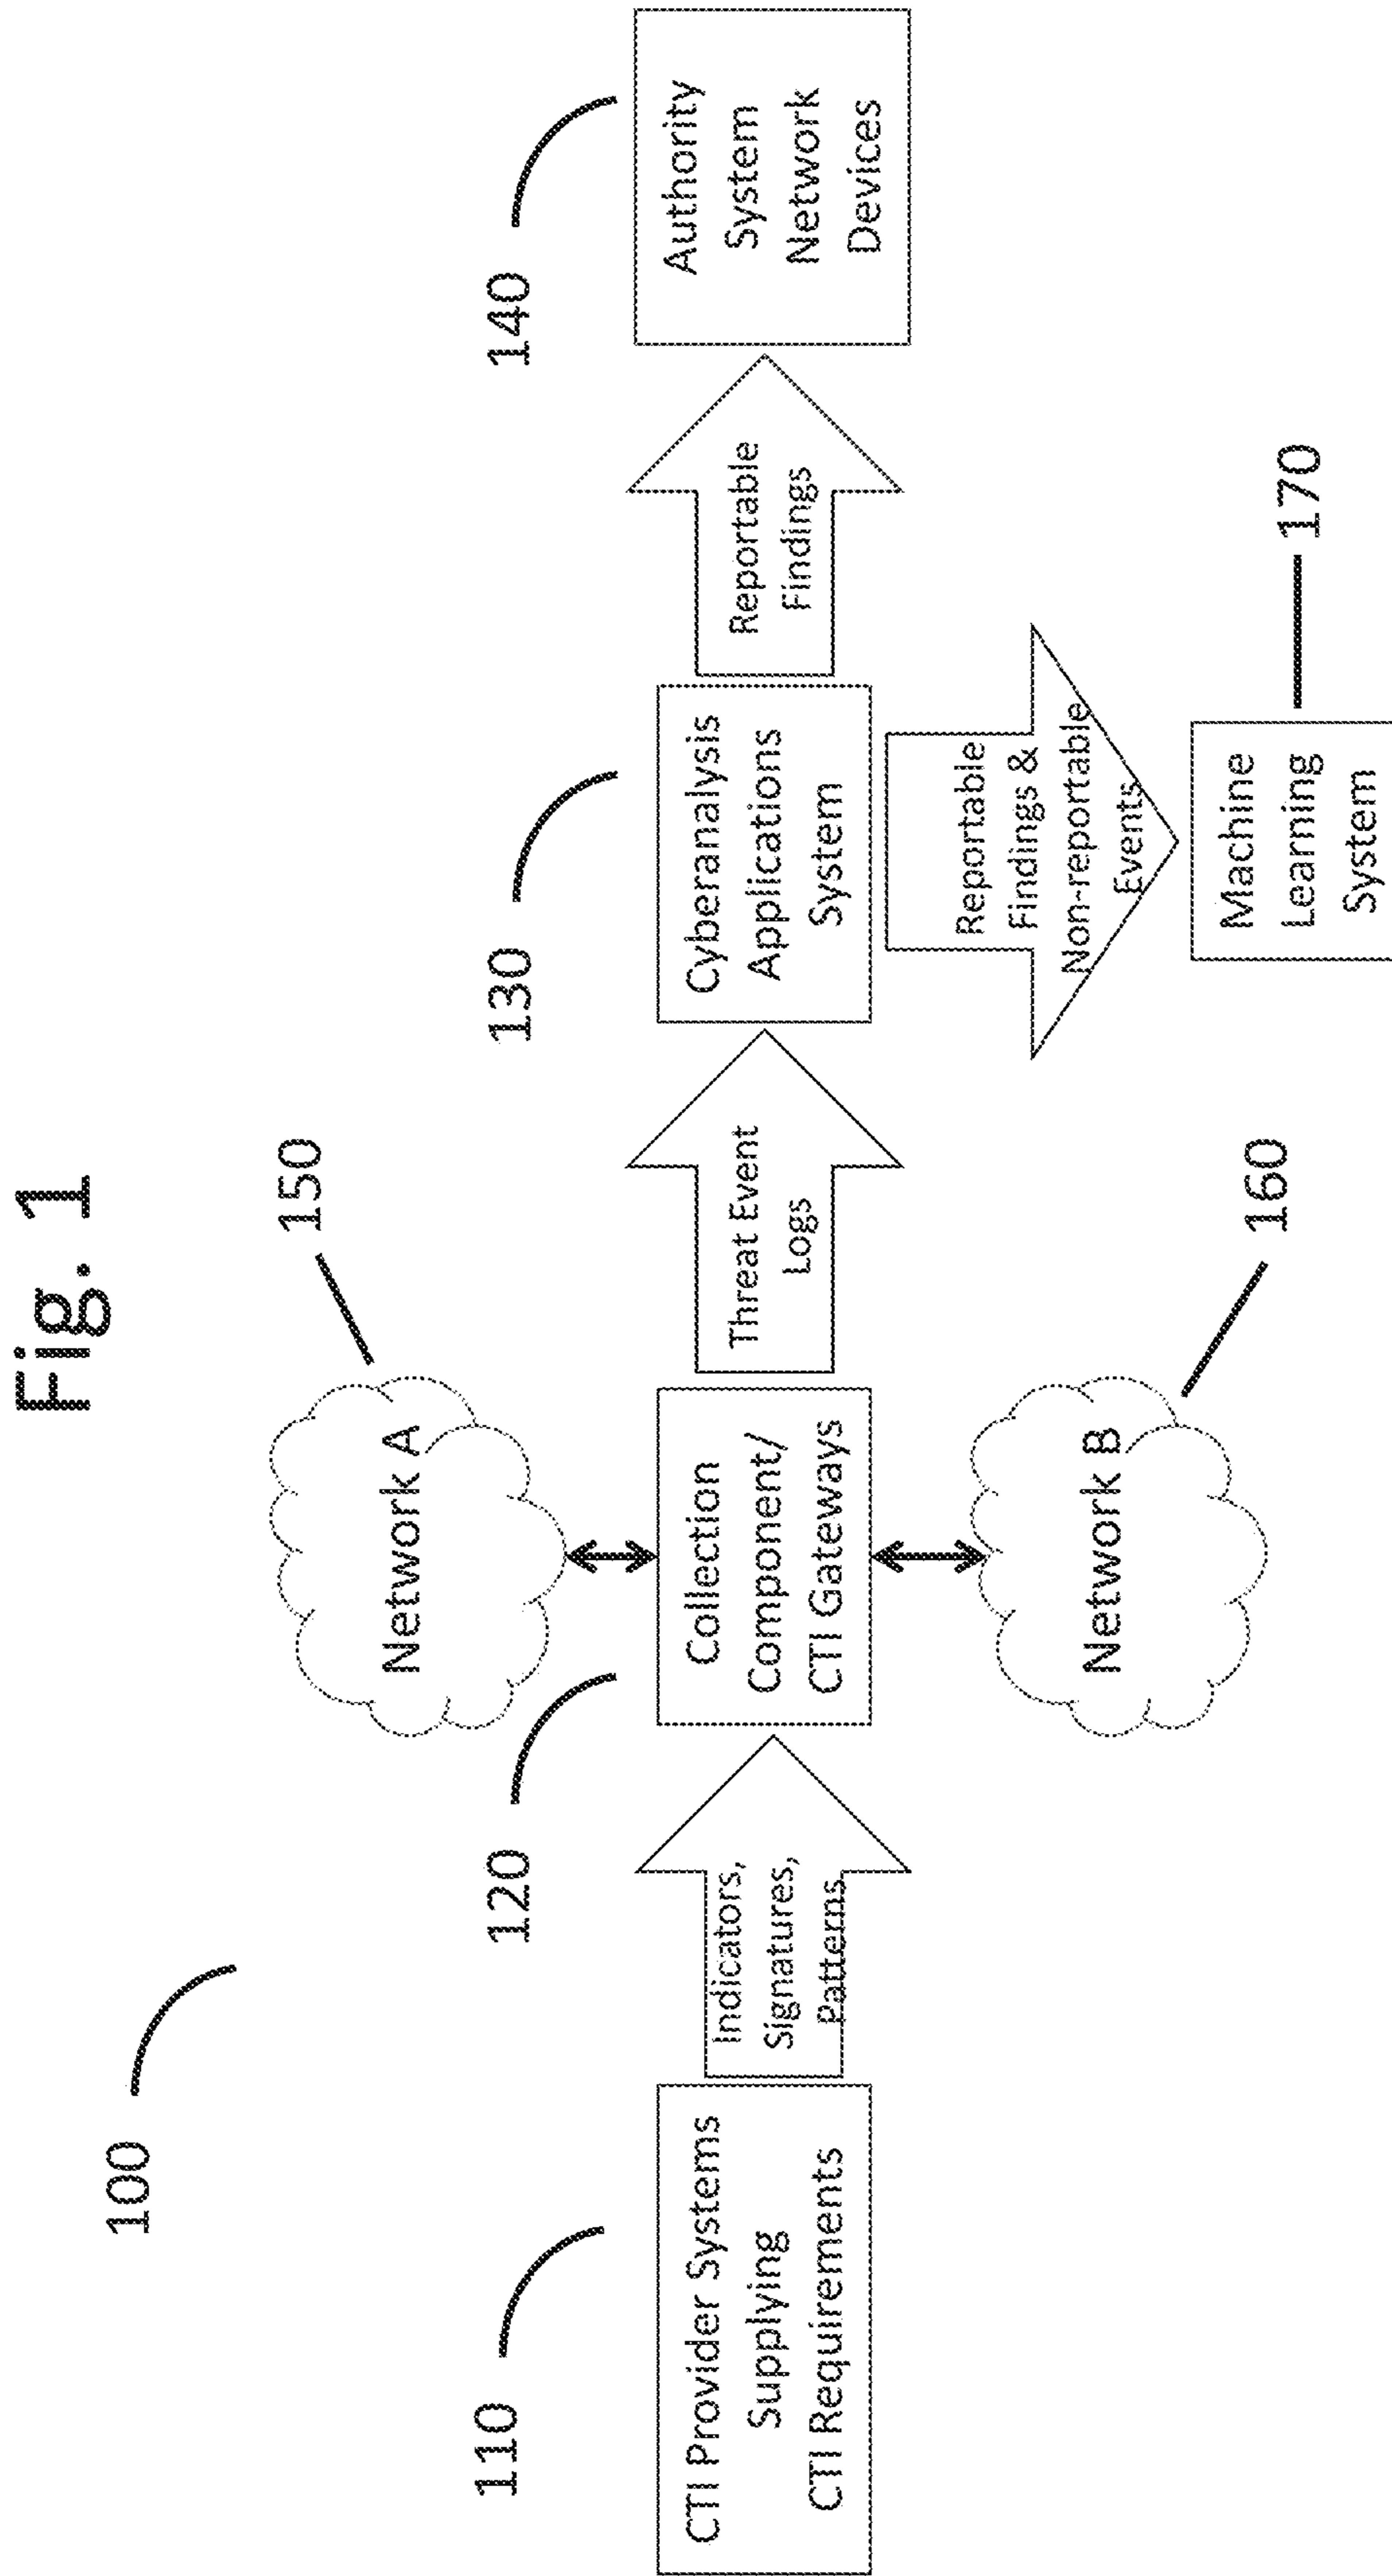 Fig. 1
100
110
CTI Provider Systems
Supplying
CTI Requirements
Indicators,
Signatures,
Patterns
120
Collection
Component/
CTI Gateways
150
Network A
160
Network B
Threat Event
Logs
130
Cyberanalysis
Applications
System
Reportable
Findings
140
Authority
System
Network
Devices
Reportable
Findings &
Non-reportable
Events
170
Machine
Learning
System